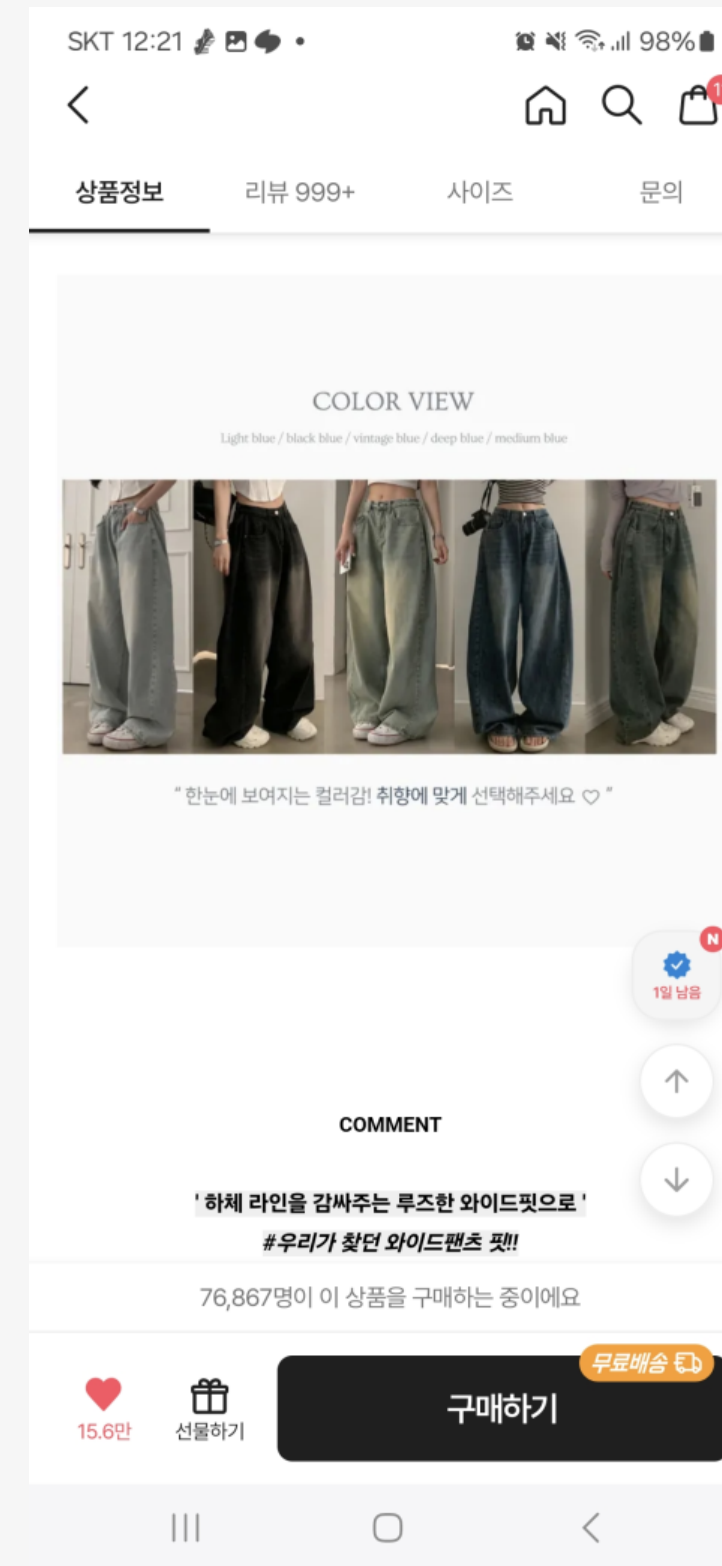 SKT 12:21 98%
1
상품정보 리뷰 999+ 사이즈 문의
COLOR VIEW
Light blue / black blue / vintage blue / deep blue / medium blue
“ 한눈에 보여지는 컬러감! 취향에 맞게 선택해주세요 ♡ ”
N
1일 남음
COMMENT
' 하체 라인을 감싸주는 루즈한 와이드핏으로 '
#우리가 찾던 와이드팬츠 핏!!
76,867명이 이 상품을 구매하는 중이에요
무료배송
15.6만 선물하기 구매하기